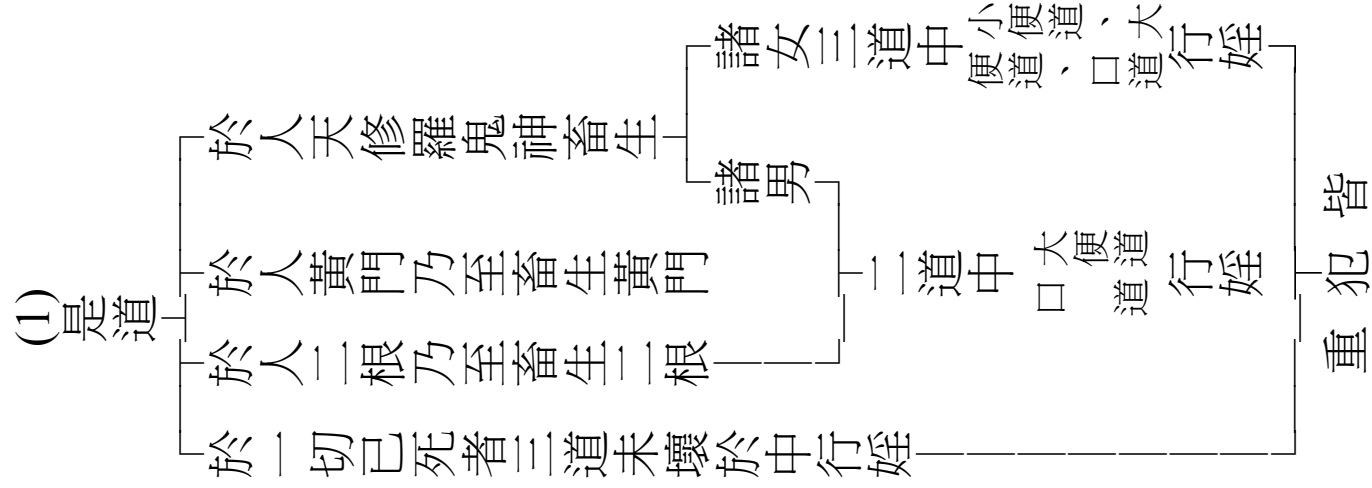 (1)是道
於人天修羅鬼神畜生
諸女三道中
小便道、大
便道、口道
行婬
諸男
於人黃門乃至畜生黃門
於人二根乃至畜生二根
二道中
大便道
口　道
行婬
於一切已死者三道未壞於中行婬
皆犯重